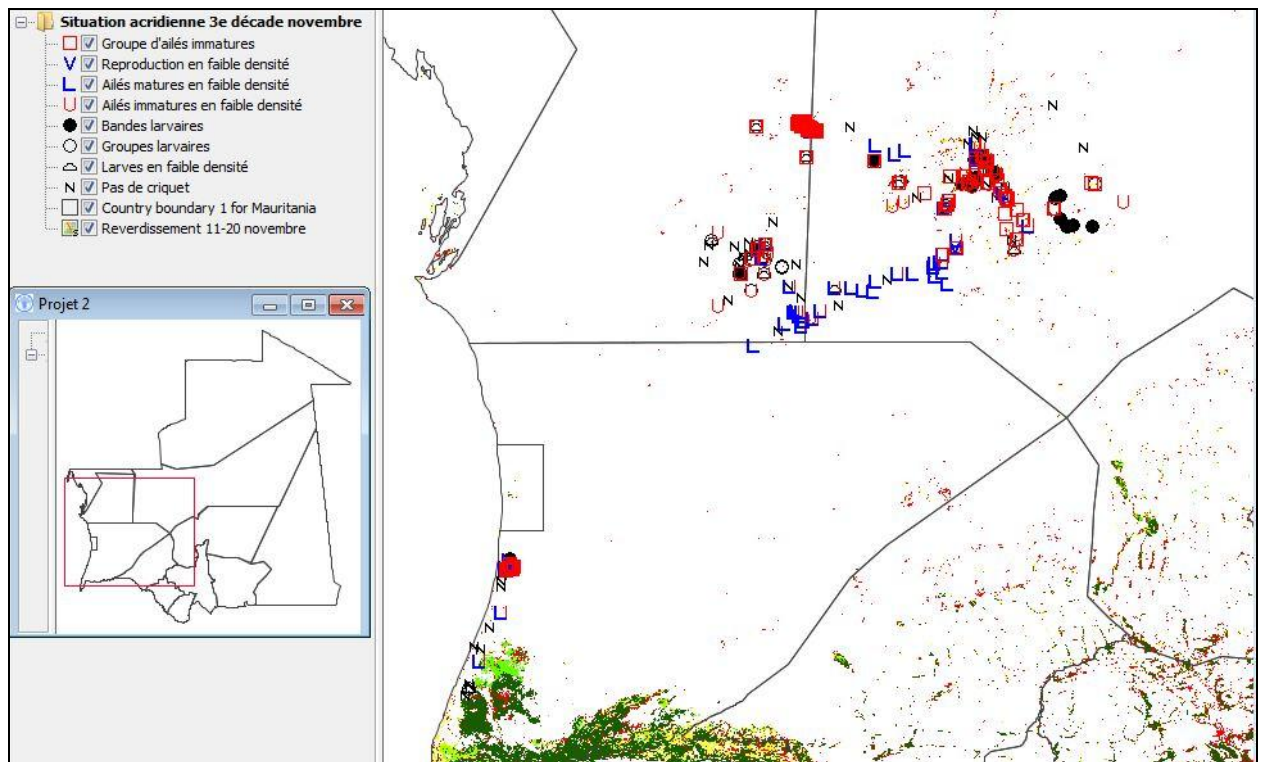 Situation acridienne 3e décade novembre
Groupe d'ailés immatures
Reproduction en faible densité
Ailés matures en faible densité
Ailés immatures en faible densité
Bandes larvaires
Groupes larvaires
Larves en faible densité
Pas de criquet
Country boundary 1 for Mauritania
Reverdissement 11-20 novembre
Projet 2